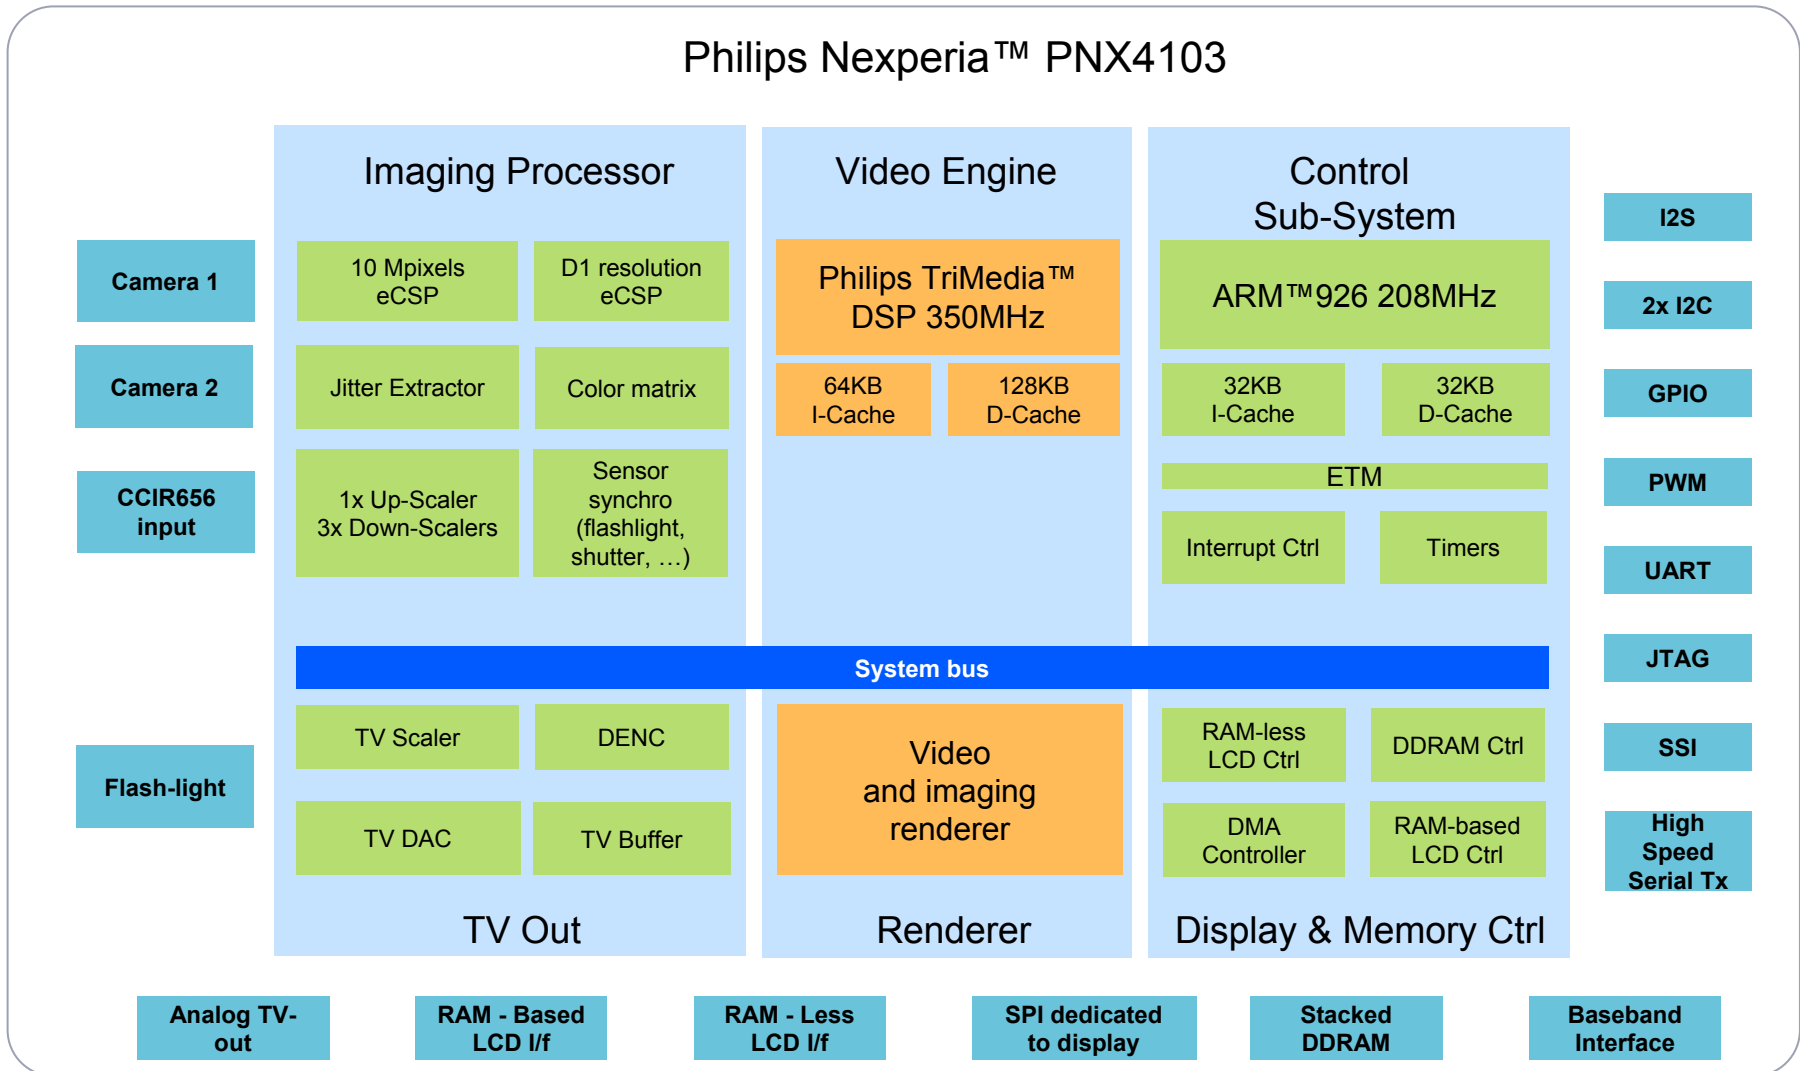 Philips Nexperia™ PNX4103
Imaging Processor
Video Engine
Control
Sub-System
Camera 1
Camera 2
CCIR656
input
Flash-light
10 Mpixels
eCSP
D1 resolution
eCSP
Jitter Extractor
Color matrix
1x Up-Scaler
3x Down-Scalers
Sensor
synchro
(flashlight,
shutter, …)
Philips TriMedia™
DSP 350MHz
64KB
I-Cache
128KB
D-Cache
ARM™926 208MHz
32KB
I-Cache
32KB
D-Cache
ETM
Interrupt Ctrl
Timers
System bus
TV Scaler
DENC
TV DAC
TV Buffer
Video
and imaging
renderer
RAM-less
LCD Ctrl
DDRAM Ctrl
DMA
Controller
RAM-based
LCD Ctrl
TV Out
Renderer
Display & Memory Ctrl
I2S
2x I2C
GPIO
PWM
UART
JTAG
SSI
High
Speed
Serial Tx
Analog TV-
out
RAM - Based
LCD I/f
RAM - Less
LCD I/f
SPI dedicated
to display
Stacked
DDRAM
Baseband
Interface